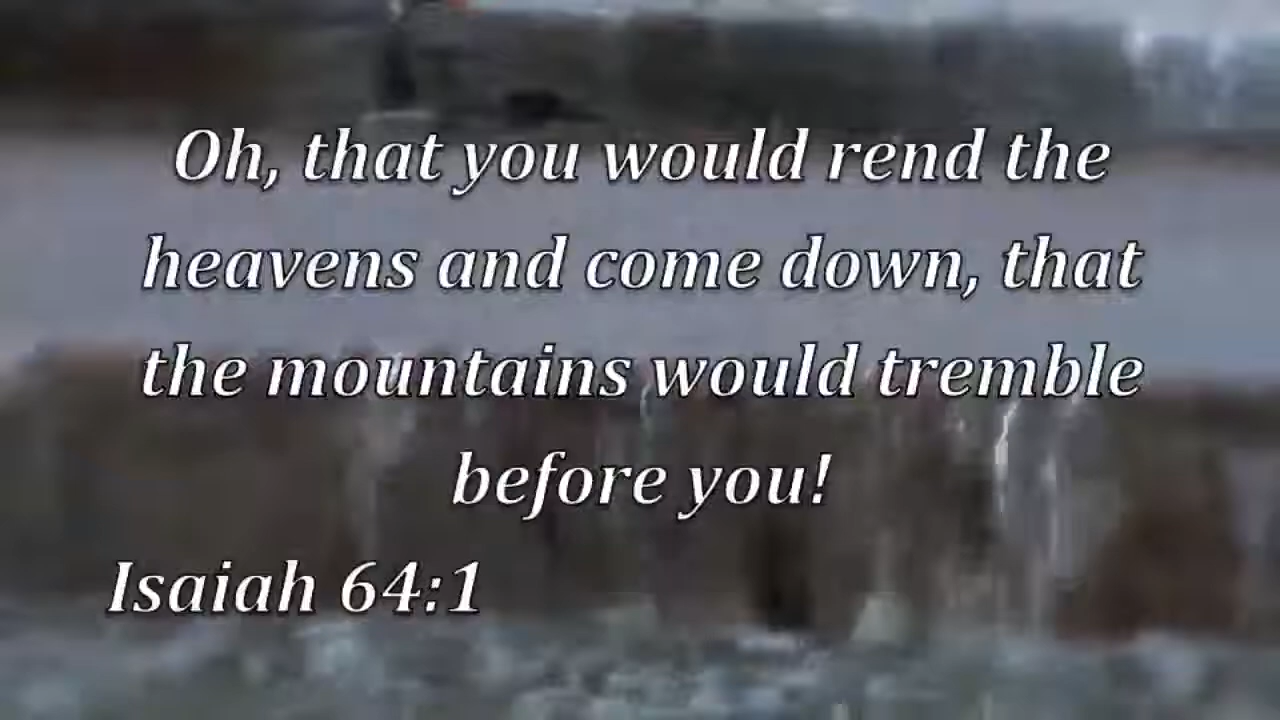 Oh, that you would rend the
heavens and come down, that
the mountains would tremble
before you!
Isaiah 64:1